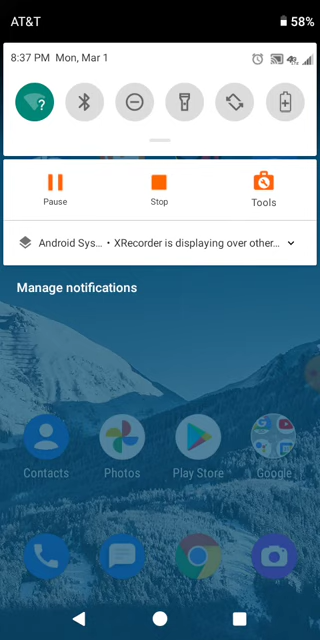 AT&T 58%
8:37 PM Mon, Mar 1
Pause Stop Tools
Android Sys... • XRecorder is displaying over other...
Manage notifications
Contacts Photos Play Store Google